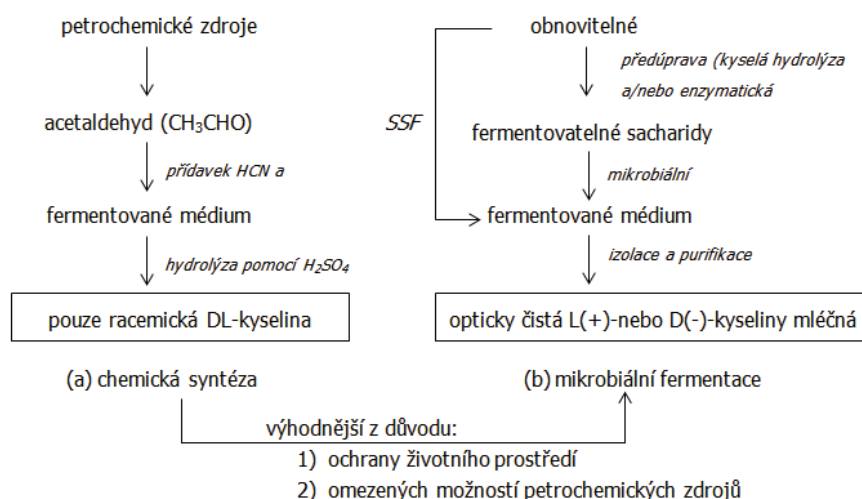 petrochemické zdroje
acetaldehyd (CH₃CHO)
přídavek HCN a
fermentované médium
hydrolýza pomocí H₂SO₄
pouze racemická DL-kyselina
(a) chemická syntéza
obnovitelné
předúprava (kyselá hydrolýza
a/nebo enzymatická
SSF
fermentovatelné sacharidy
mikrobiální
fermentované médium
izolace a purifikace
opticky čistá L(+)-nebo D(-)-kyseliny mléčná
(b) mikrobiální fermentace
výhodnější z důvodu:
1) ochrany životního prostředí
2) omezených možností petrochemických zdrojů